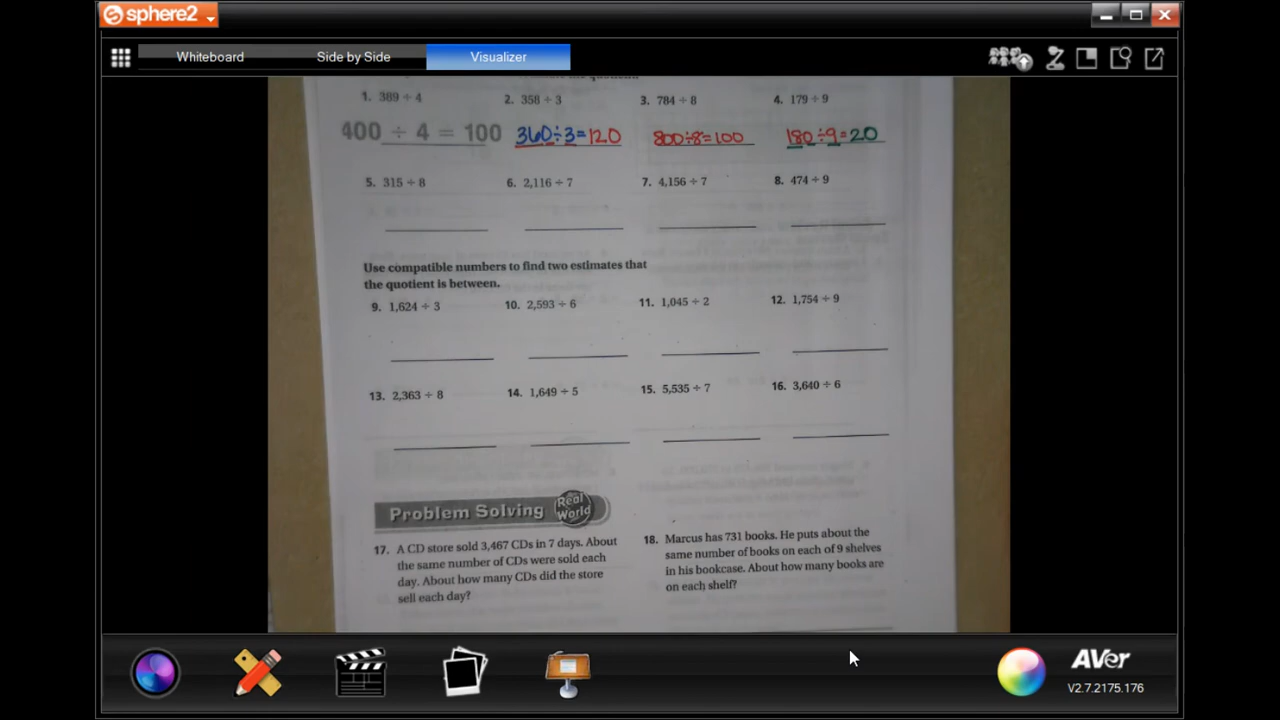 sphere2
Whiteboard Side by Side Visualizer
the quotient.
1. 389 ÷ 4 2. 358 ÷ 3 3. 784 ÷ 8 4. 179 ÷ 9
400 ÷ 4 = 100 360÷3=120 800÷8=100 180÷9=20
5. 315 ÷ 8 6. 2,116 ÷ 7 7. 4,156 ÷ 7 8. 474 ÷ 9
Use compatible numbers to find two estimates that
the quotient is between.
9. 1,624 ÷ 3 10. 2,593 ÷ 6 11. 1,045 ÷ 2 12. 1,754 ÷ 9
13. 2,363 ÷ 8 14. 1,649 ÷ 5 15. 5,535 ÷ 7 16. 3,640 ÷ 6
Problem Solving Real World
17. A CD store sold 3,467 CDs in 7 days. About
the same number of CDs were sold each
day. About how many CDs did the store
sell each day?
18. Marcus has 731 books. He puts about the
same number of books on each of 9 shelves
in his bookcase. About how many books are
on each shelf?
AVer
V2.7.2175.176